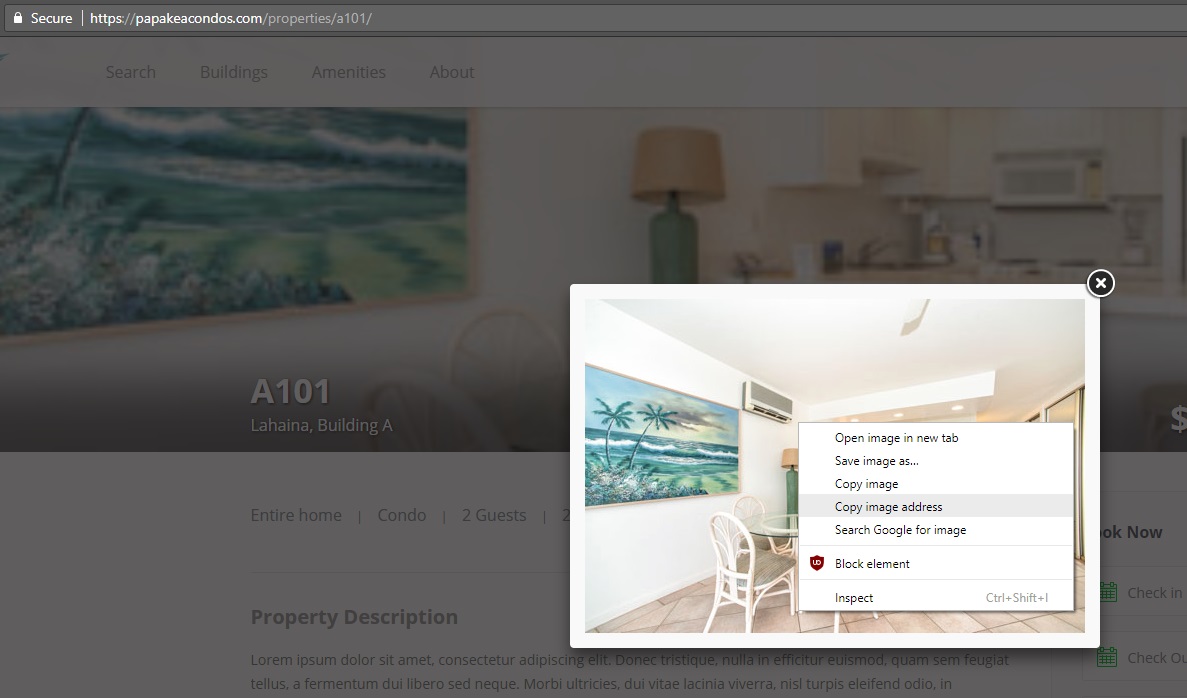 Secure | https://papakeacondos.com/properties/a101/
Search Buildings Amenities About
A101
Lahaina, Building A
$
Entire home | Condo | 2 Guests | 2
Open image in new tab
Save image as...
Copy image
Copy image address
Search Google for image
Block element
Inspect Ctrl+Shift+I
ok Now
Check in
Check Ou
Property Description
Lorem ipsum dolor sit amet, consectetur adipiscing elit. Donec tristique, nulla in efficitur euismod, quam sem feugiat
tellus, a fermentum dui libero sed neque. Morbi ultricies, dui vitae lacinia viverra, nisl turpis eleifend odio, in